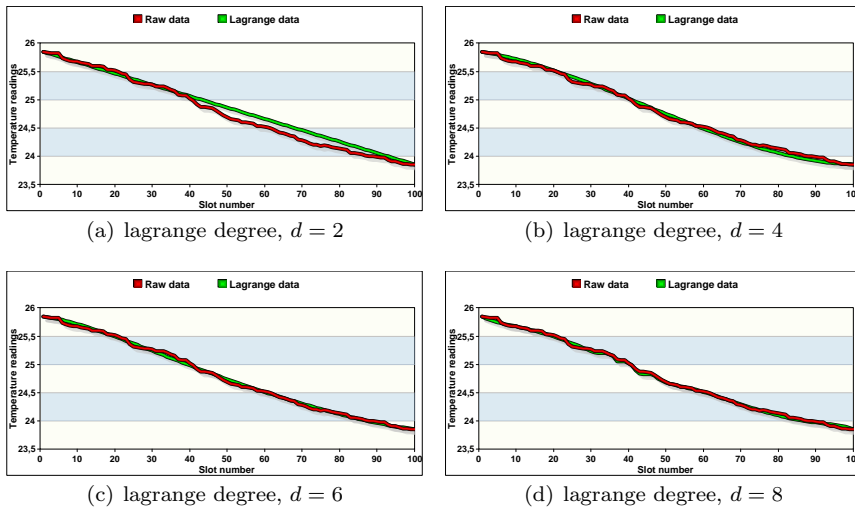 Raw data Lagrange data Raw data Lagrange data
26 26
25,5 25,5
25 25
24,5 24,5
24 24
23,5 23,5
Temperature readings Temperature readings
0 10 20 30 40 50 60 70 80 90 100 0 10 20 30 40 50 60 70 80 90 100
Slot number Slot number
(a) lagrange degree, d = 2 (b) lagrange degree, d = 4
Raw data Lagrange data Raw data Lagrange data
26 26
25,5 25,5
25 25
24,5 24,5
24 24
23,5 23,5
Temperature readings Temperature readings
0 10 20 30 40 50 60 70 80 90 100 0 10 20 30 40 50 60 70 80 90 100
Slot number Slot number
(c) lagrange degree, d = 6 (d) lagrange degree, d = 8